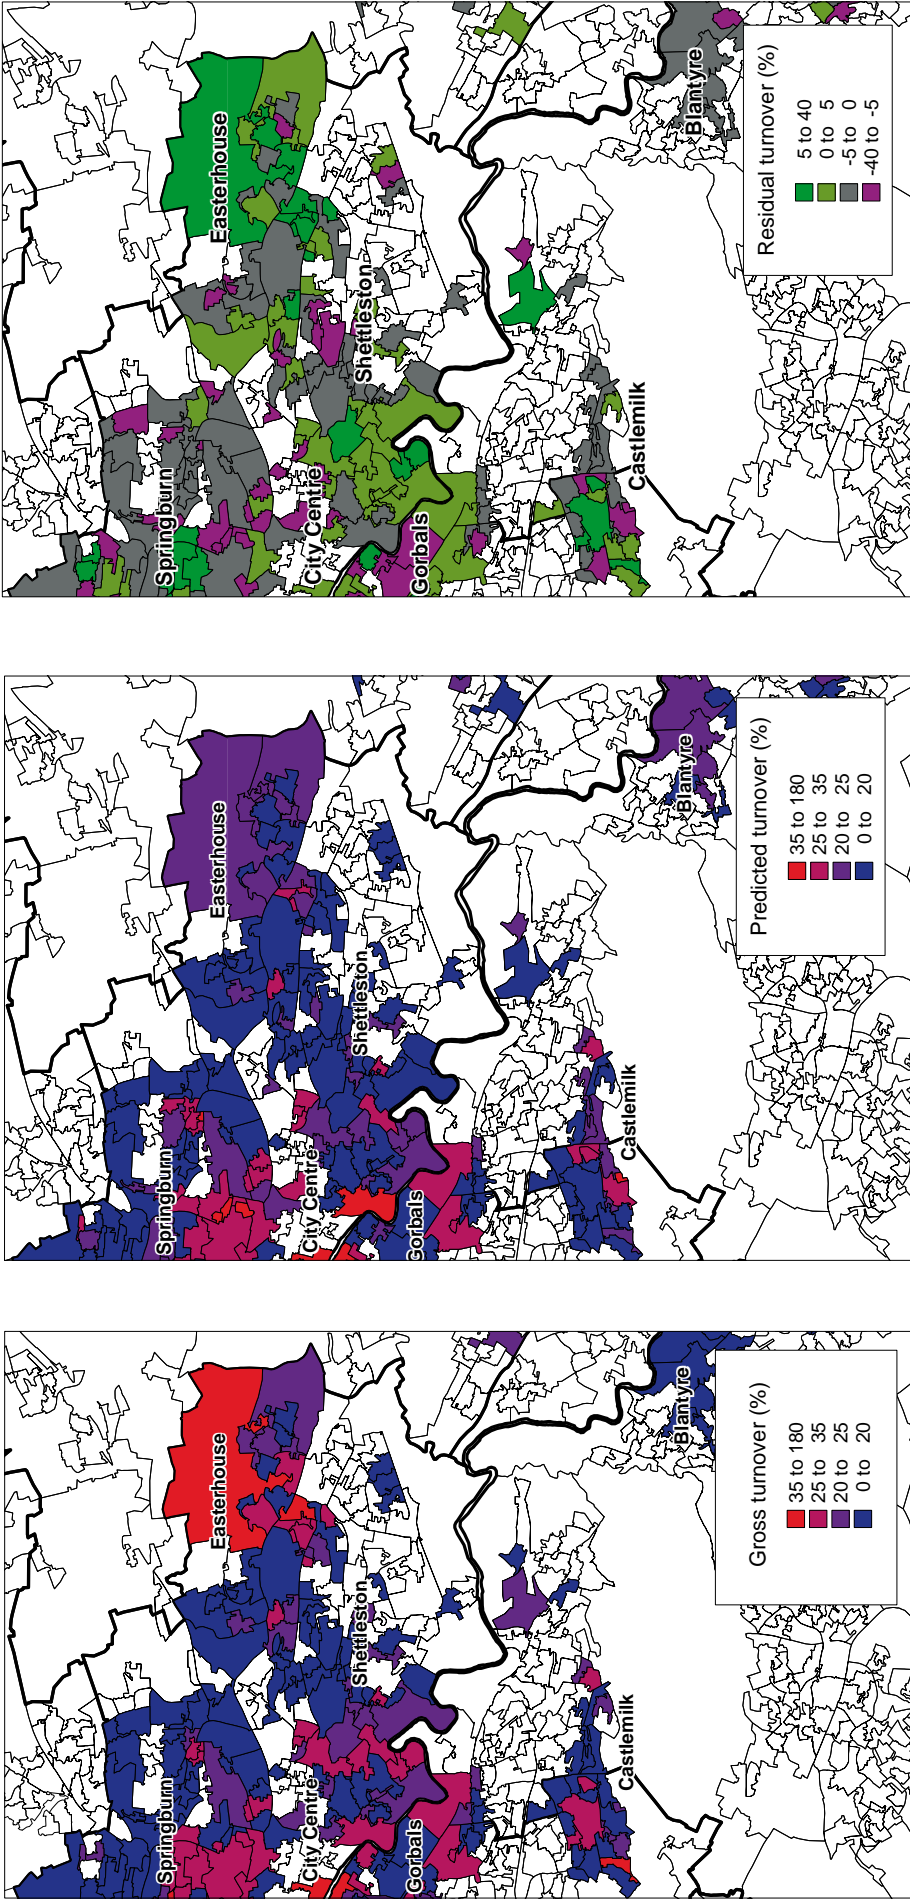 Springburn
City Centre
Gorbals
Easterhouse
Shettleston
Castlemilk
Blantyre
Gross turnover (%)
35 to 180
25 to 35
20 to 25
0 to 20
Springburn
City Centre
Gorbals
Easterhouse
Shettleston
Castlemilk
Blantyre
Predicted turnover (%)
35 to 180
25 to 35
20 to 25
0 to 20
Springburn
City Centre
Gorbals
Easterhouse
Shettleston
Castlemilk
Blantyre
Residual turnover (%)
5 to 40
0 to 5
-5 to 0
-40 to -5